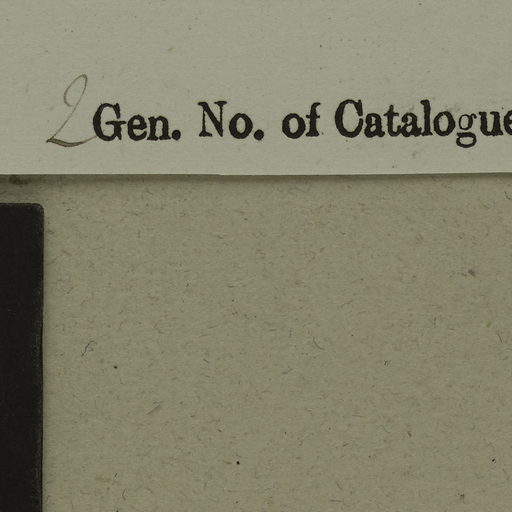 2 Gen. No. of Catalogue